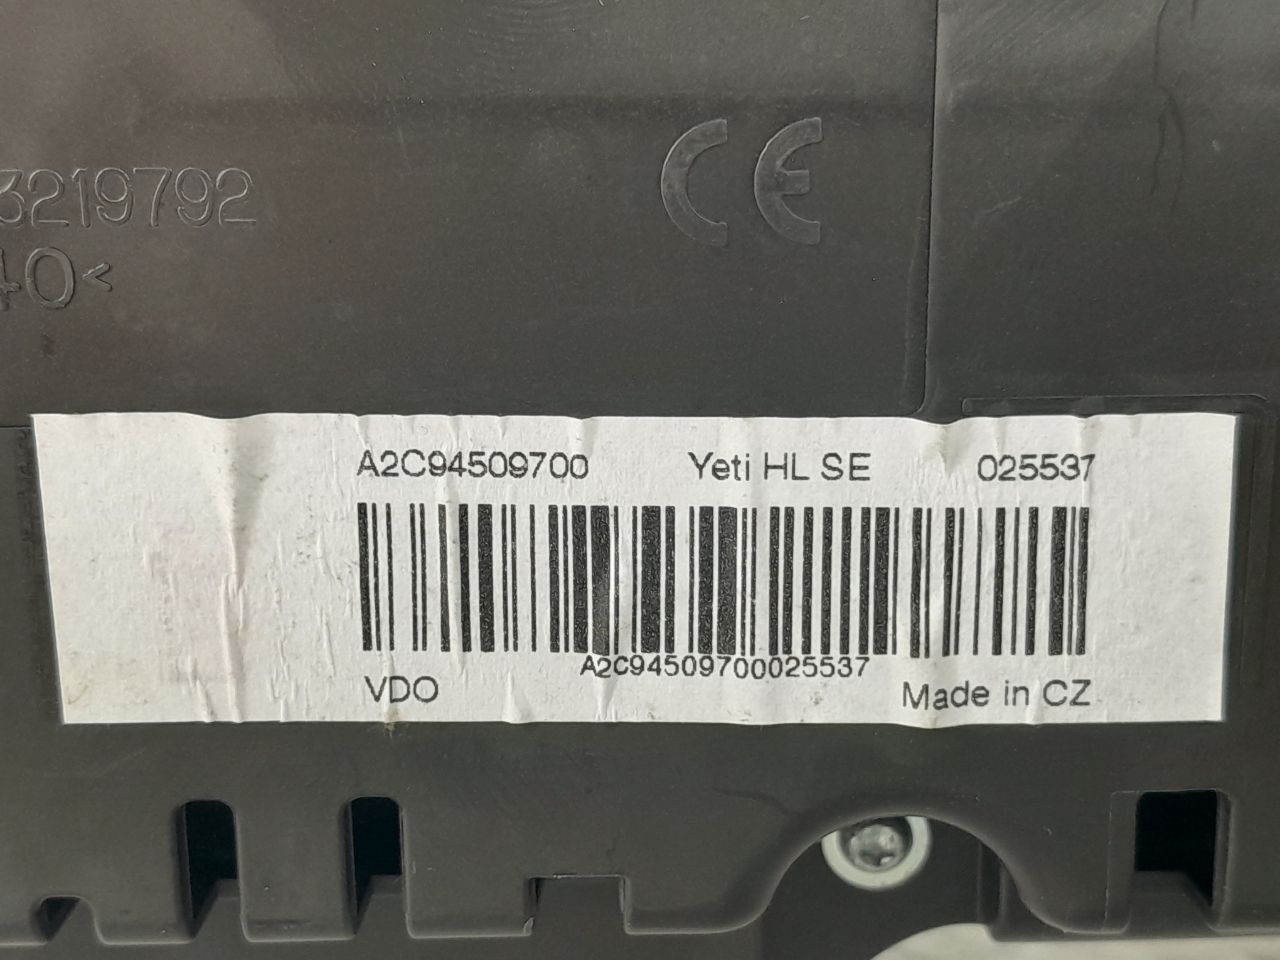 3219792
CE
40<
A2C94509700 Yeti HL SE 025537
A2C94509700025537
VDO Made in CZ